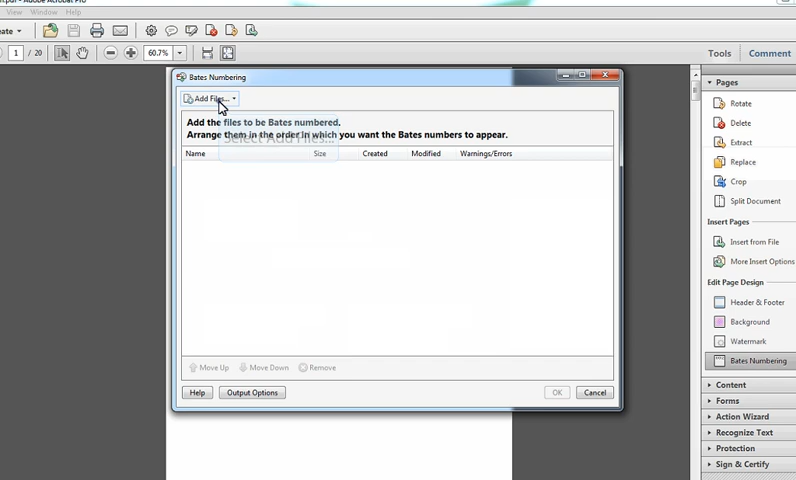 View Window Help
eate
1 / 20
60.7%
Tools
Comment
Bates Numbering
Add Files...
Add the files to be Bates numbered.
Arrange them in the order in which you want the Bates numbers to appear.
Select Add Files...
Name Size Created Modified Warnings/Errors
Move Up Move Down Remove
Help Output Options OK Cancel
Pages
Rotate
Delete
Extract
Replace
Crop
Split Document
Insert Pages
Insert from File
More Insert Options
Edit Page Design
Header & Footer
Background
Watermark
Bates Numbering
Content
Forms
Action Wizard
Recognize Text
Protection
Sign & Certify